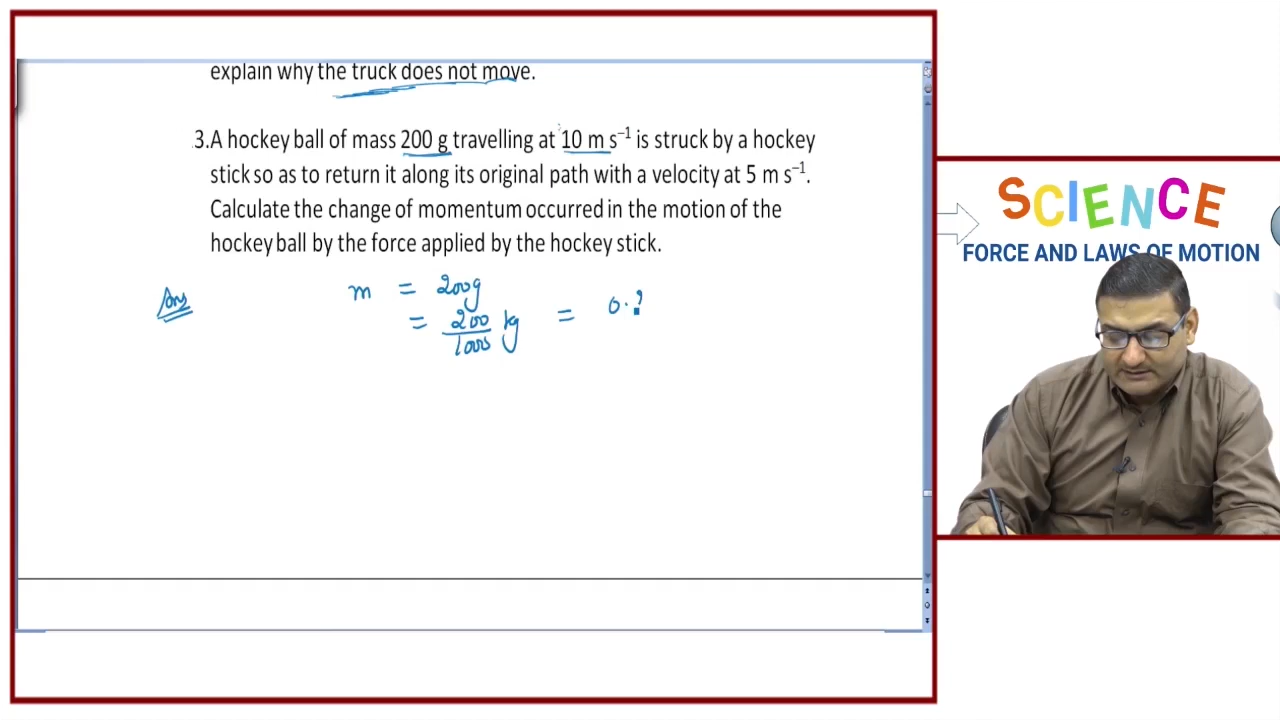 explain why the truck does not move.
3.A hockey ball of mass 200 g travelling at 10 m s⁻¹ is struck by a hockey
stick so as to return it along its original path with a velocity at 5 m s⁻¹.
Calculate the change of momentum occurred in the motion of the
hockey ball by the force applied by the hockey stick.
Ans
m = 200g
= 200/1000 kg = 0.
SCIENCE
FORCE AND LAWS OF MOTION